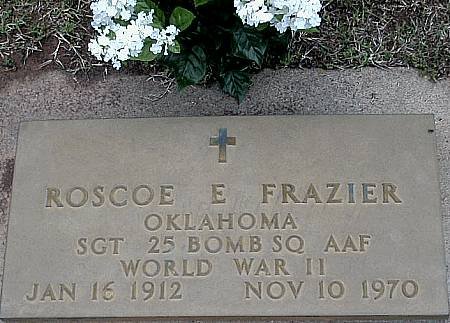 ROSCOE E FRAZIER
OKLAHOMA
SGT 25 BOMB SQ AAF
WORLD WAR II
JAN 16 1912 NOV 10 1970